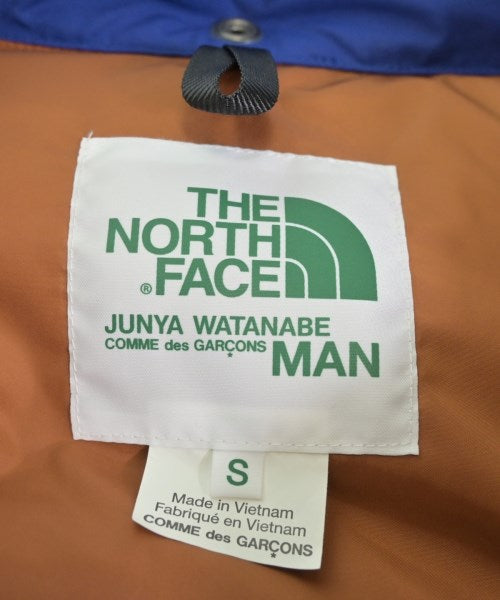 THE
NORTH
FACE
®
JUNYA WATANABE
COMME des GARÇONS MAN
S
Made in Vietnam
Fabriqué en Vietnam
COMME des GARÇONS